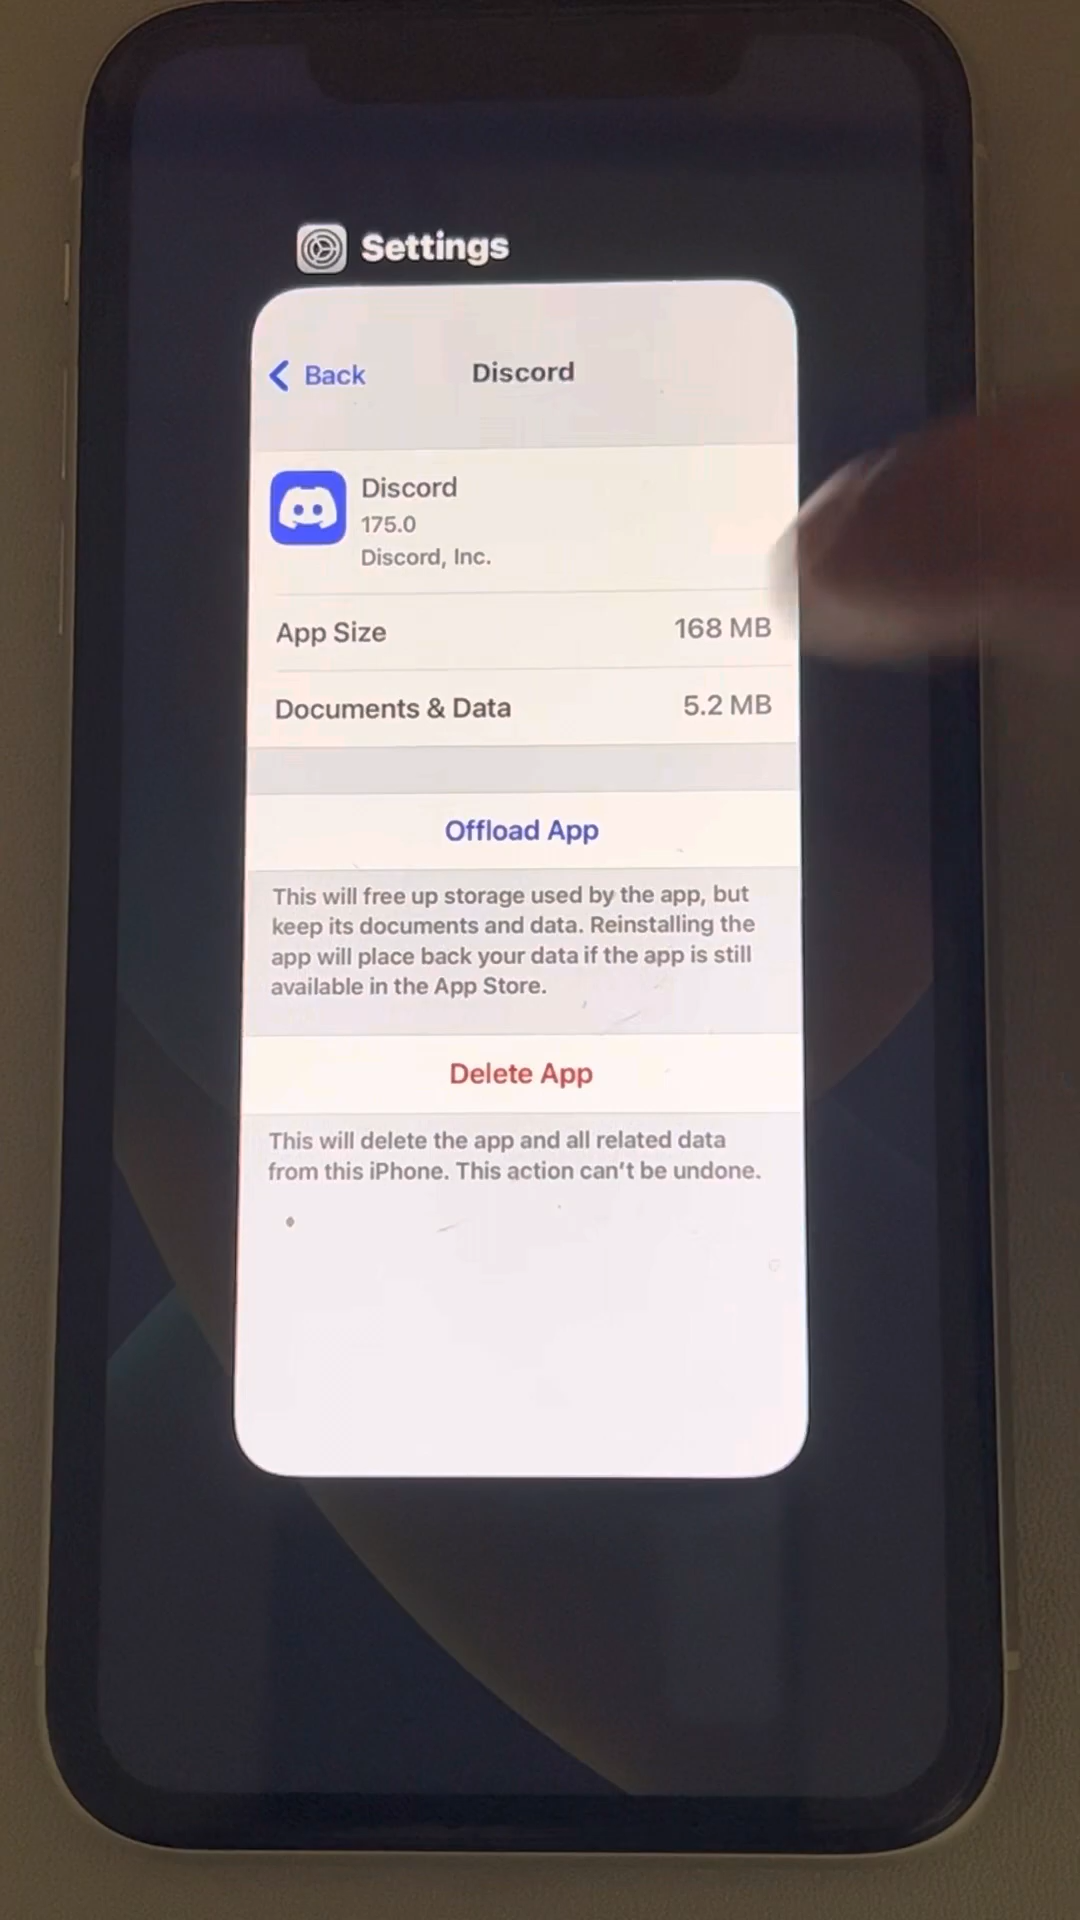 Settings
Back
Discord
Discord
175.0
Discord, Inc.
App Size
168 MB
Documents & Data
5.2 MB
Offload App
This will free up storage used by the app, but
keep its documents and data. Reinstalling the
app will place back your data if the app is still
available in the App Store.
Delete App
This will delete the app and all related data
from this iPhone. This action can't be undone.